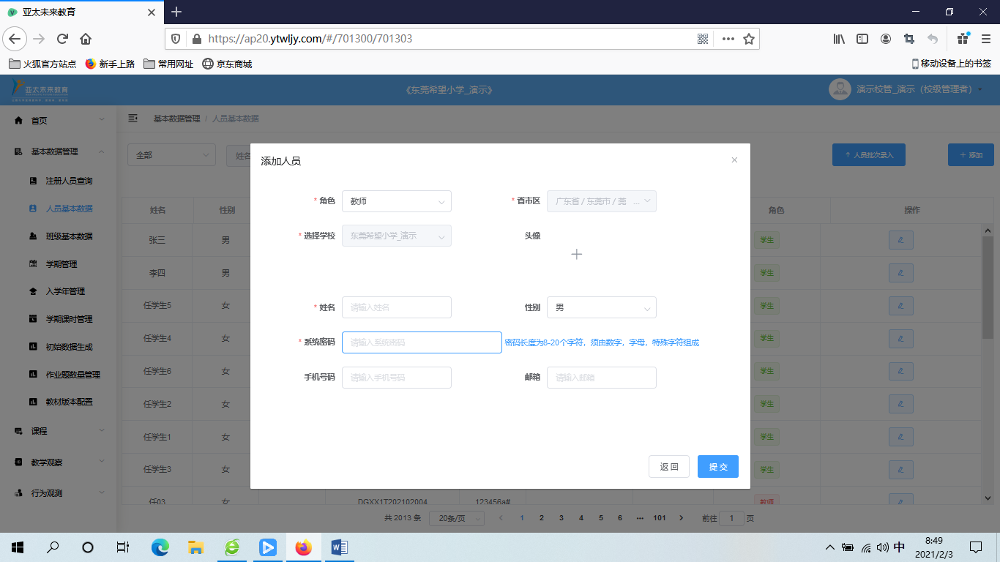 亚太未来教育
https://ap20.ytwljy.com/#/701300/701303
火狐官方站点 新手上路 常用网址 京东商城 移动设备上的书签
亚太未来教育 《东莞希望小学_演示》 演示校管_演示（校级管理者）
首页
基本数据管理 / 人员基本数据
基本数据管理
全部 姓名 人员批次录入 添加
注册人员查询
人员基本数据
班级基本数据
学期管理
入学年管理
学期课时管理
初始数据生成
作业题数量管理
教材版本配置
课程
教学观察
行为观测
姓名 性别 角色 操作
张三 男 学生
李四 男 学生
任学生5 女 学生
任学生4 女 学生
任学生6 女 学生
任学生2 女 学生
任学生1 女 学生
任学生3 女 学生
任03 女 DGXX1T202102004 123456a# 教师
添加人员
* 角色 教师 * 省市区 广东省 / 东莞市 / 莞 ...
* 选择学校 东莞希望小学_演示 头像
* 姓名 请输入姓名 性别 男
* 系统密码 请输入系统密码 密码长度为8-20个字符，须由数字，字母，特殊字符组成
手机号码 请输入手机号码 邮箱 请输入邮箱
返回 提交
共 2013 条 20条/页 1 2 3 4 5 6 ••• 101 前往 1 页
中 8:49
2021/2/3